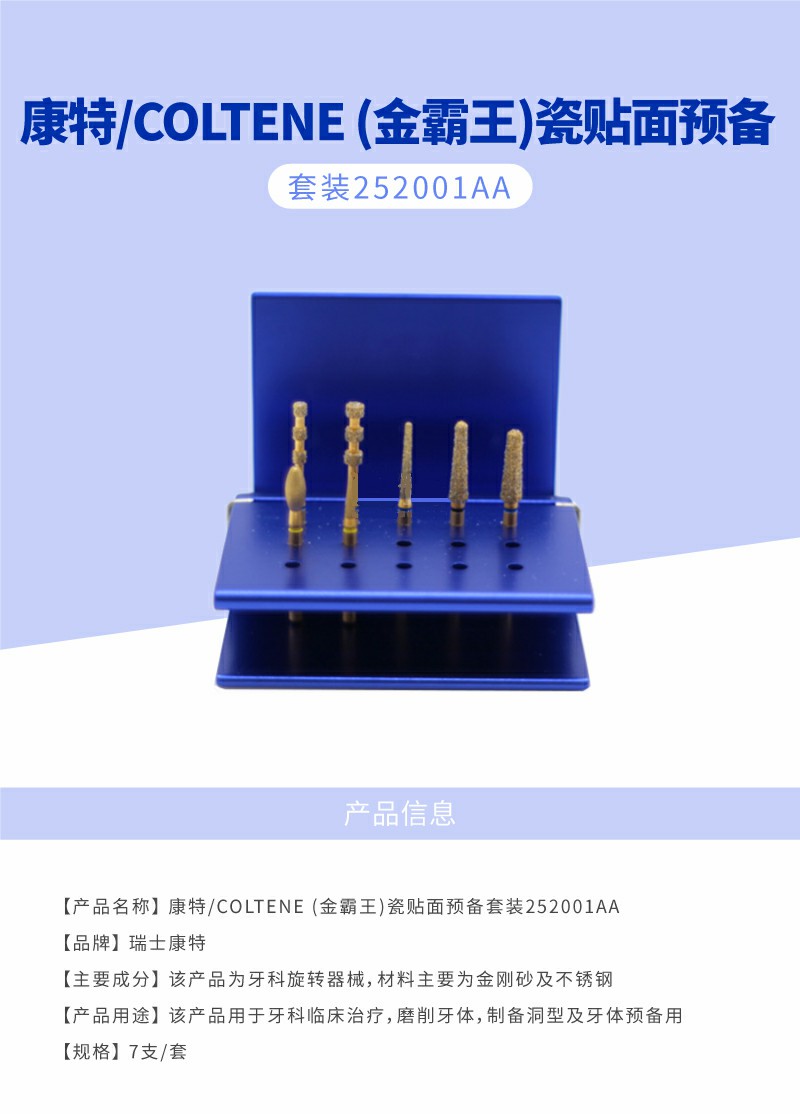 康特/COLTENE (金霸王)瓷贴面预备
套装252001AA
产品信息
【产品名称】康特/COLTENE (金霸王)瓷贴面预备套装252001AA
【品牌】瑞士康特
【主要成分】该产品为牙科旋转器械,材料主要为金刚砂及不锈钢
【产品用途】该产品用于牙科临床治疗,磨削牙体,制备洞型及牙体预备用
【规格】7支/套